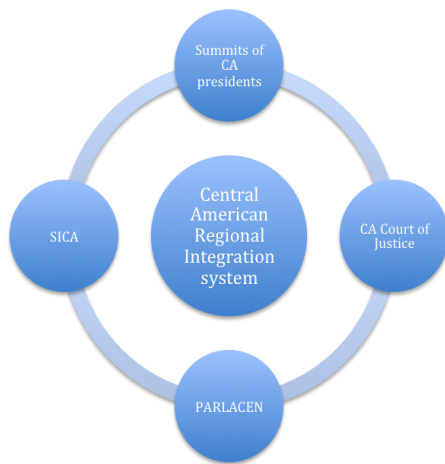 Summits of
CA
presidents
Central
American
Regional
Integration
system
SICA
CA Court of
Justice
PARLACEN